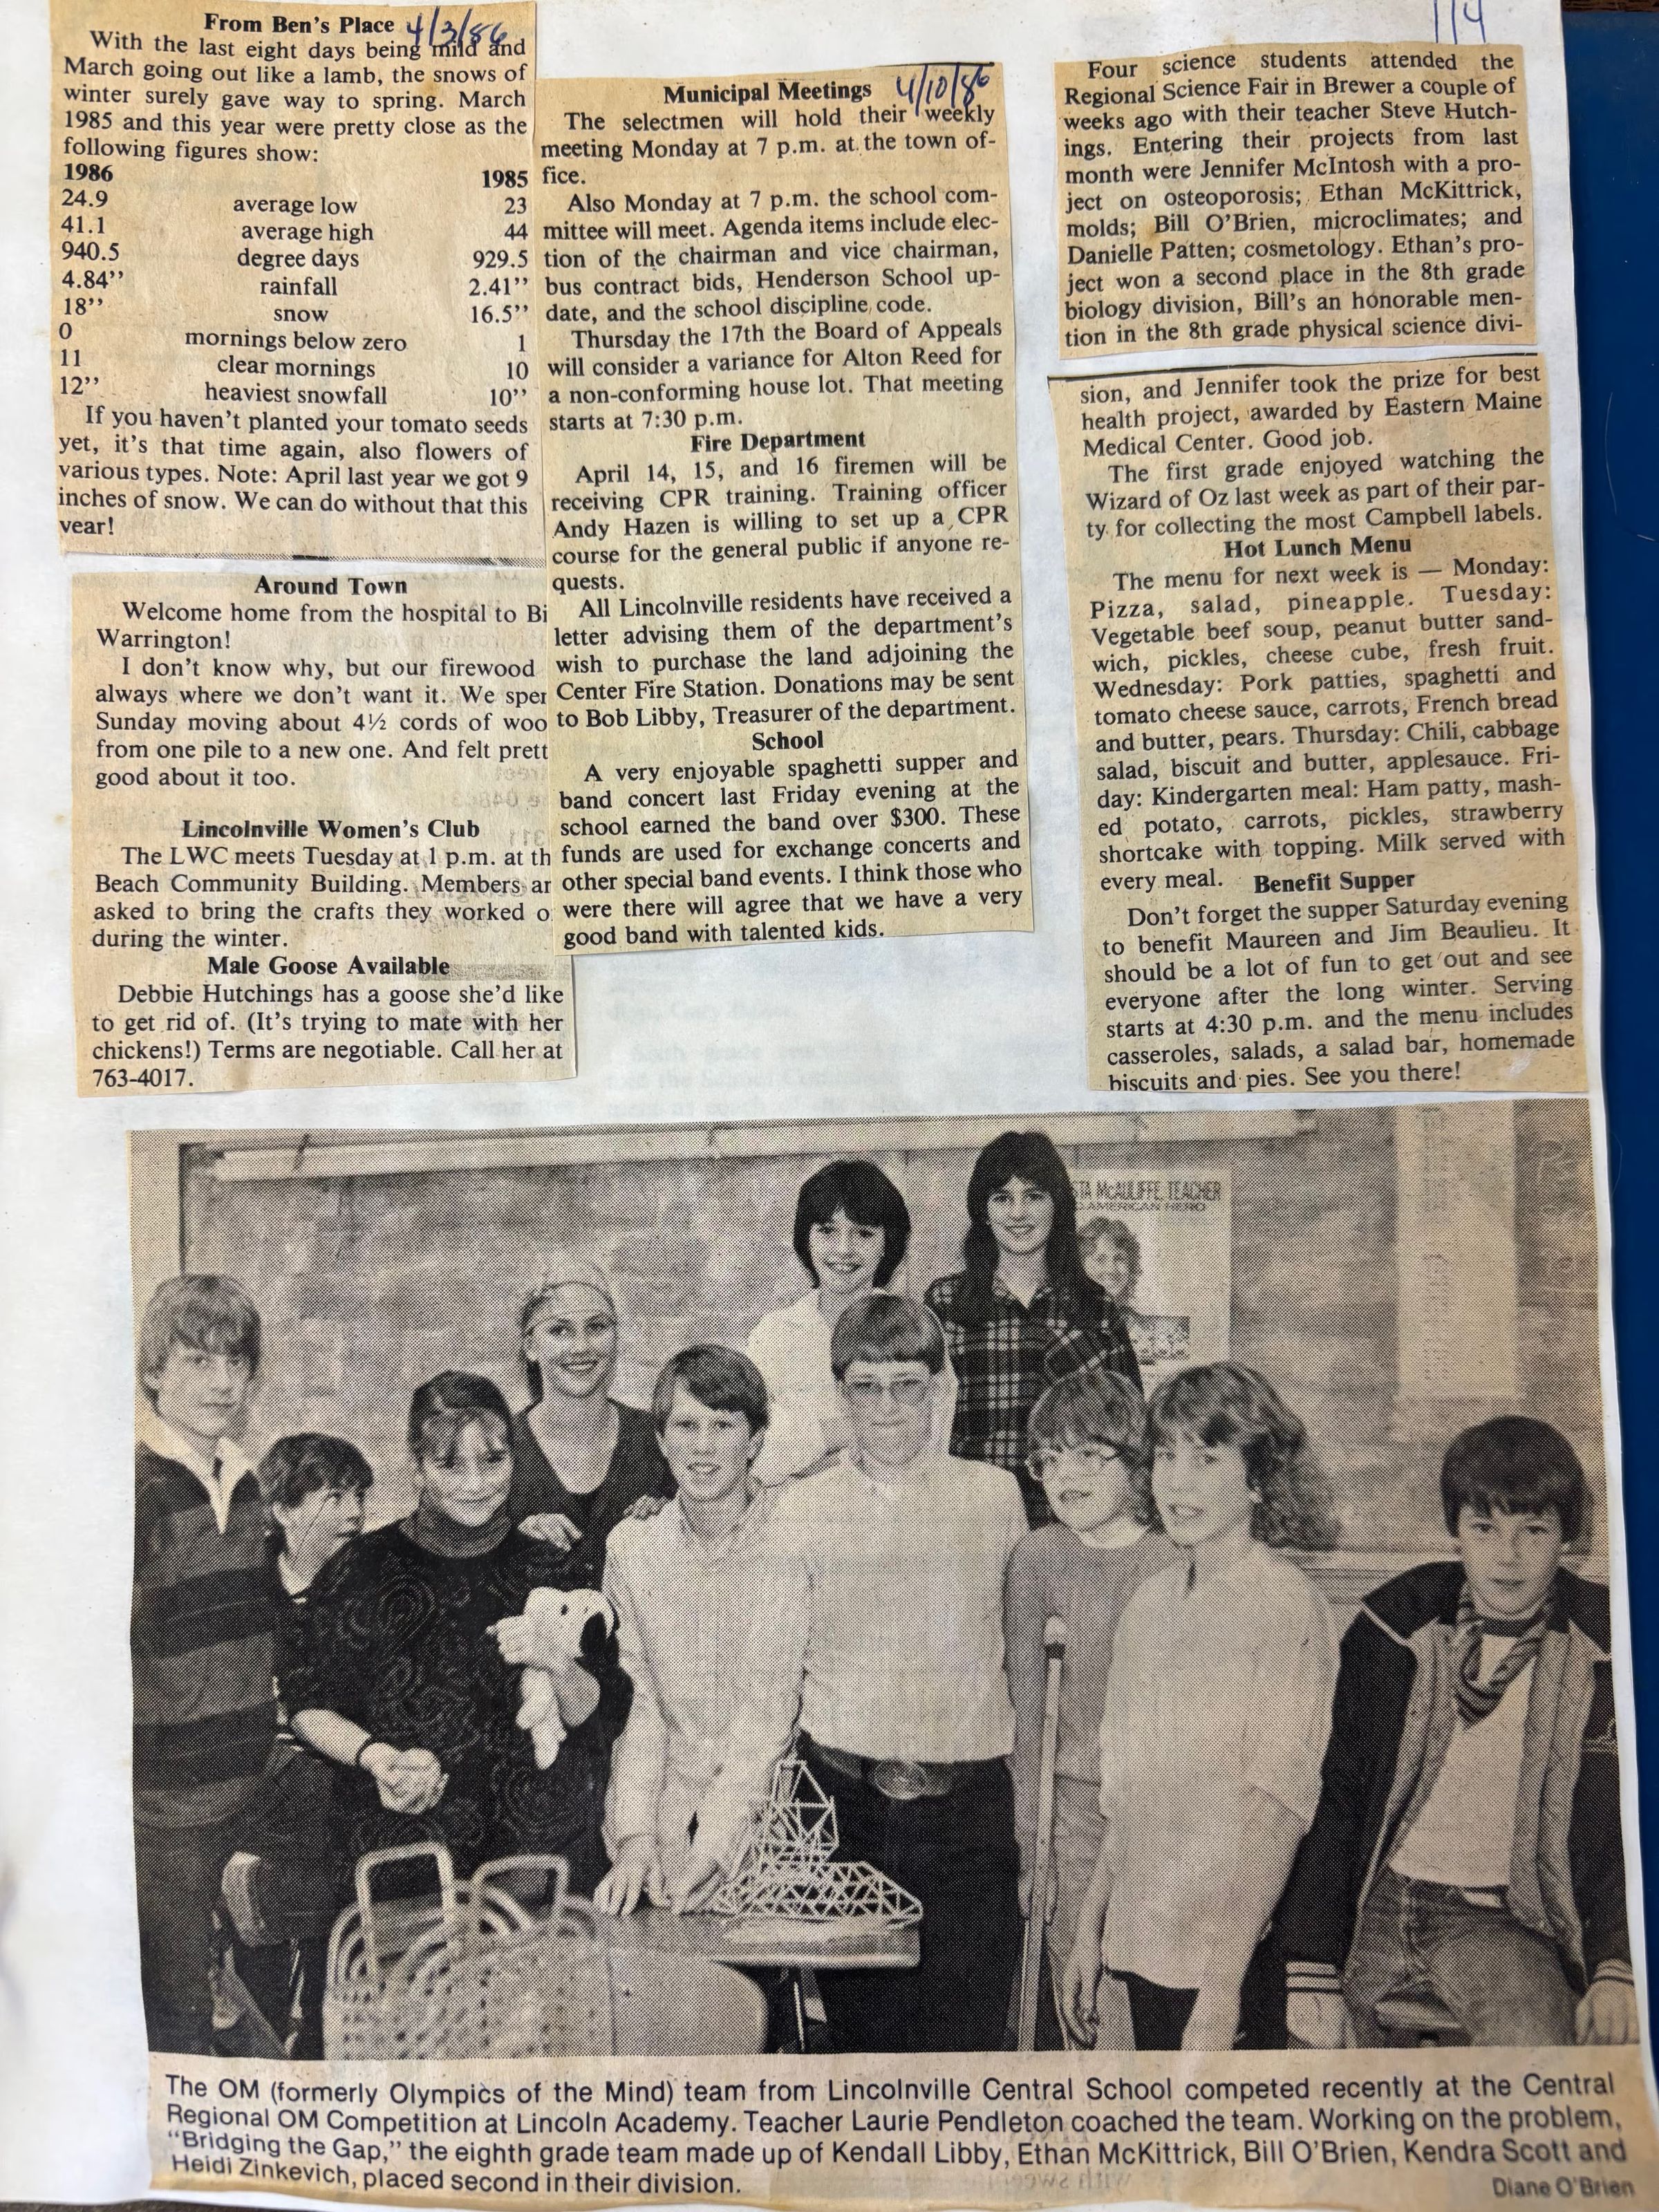 From Ben's Place 4/3/86
With the last eight days being mild and
March going out like a lamb, the snows of
winter surely gave way to spring. March
1985 and this year were pretty close as the
following figures show:
1986 1985
24.9 average low 23
41.1 average high 44
940.5 degree days 929.5
4.84’’ rainfall 2.41’’
18’’ snow 16.5’’
0 mornings below zero 1
11 clear mornings 10
12’’ heaviest snowfall 10’’
If you haven't planted your tomato seeds
yet, it's that time again, also flowers of
various types. Note: April last year we got 9
inches of snow. We can do without that this
year!
Around Town
Welcome home from the hospital to Bi
Warrington!
I don't know why, but our firewood
always where we don't want it. We spen
Sunday moving about 4½ cords of woo
from one pile to a new one. And felt prett
good about it too.
Lincolnville Women's Club
The LWC meets Tuesday at 1 p.m. at th
Beach Community Building. Members ar
asked to bring the crafts they worked o
during the winter.
Male Goose Available
Debbie Hutchings has a goose she'd like
to get rid of. (It's trying to mate with her
chickens!) Terms are negotiable. Call her at
763-4017.
Municipal Meetings 4/10/86
The selectmen will hold their weekly
meeting Monday at 7 p.m. at the town of-
fice.
Also Monday at 7 p.m. the school com-
mittee will meet. Agenda items include elec-
tion of the chairman and vice chairman,
bus contract bids, Henderson School up-
date, and the school discipline code.
Thursday the 17th the Board of Appeals
will consider a variance for Alton Reed for
a non-conforming house lot. That meeting
starts at 7:30 p.m.
Fire Department
April 14, 15, and 16 firemen will be
receiving CPR training. Training officer
Andy Hazen is willing to set up a CPR
course for the general public if anyone re-
quests.
All Lincolnville residents have received a
letter advising them of the department's
wish to purchase the land adjoining the
Center Fire Station. Donations may be sent
to Bob Libby, Treasurer of the department.
School
A very enjoyable spaghetti supper and
band concert last Friday evening at the
school earned the band over $300. These
funds are used for exchange concerts and
other special band events. I think those who
were there will agree that we have a very
good band with talented kids.
114
Four science students attended the
Regional Science Fair in Brewer a couple of
weeks ago with their teacher Steve Hutch-
ings. Entering their projects from last
month were Jennifer McIntosh with a pro-
ject on osteoporosis; Ethan McKittrick,
molds; Bill O'Brien, microclimates; and
Danielle Patten; cosmetology. Ethan's pro-
ject won a second place in the 8th grade
biology division, Bill's an honorable men-
tion in the 8th grade physical science divi-
sion, and Jennifer took the prize for best
health project, awarded by Eastern Maine
Medical Center. Good job.
The first grade enjoyed watching the
Wizard of Oz last week as part of their par-
ty for collecting the most Campbell labels.
Hot Lunch Menu
The menu for next week is — Monday:
Pizza, salad, pineapple. Tuesday:
Vegetable beef soup, peanut butter sand-
wich, pickles, cheese cube, fresh fruit.
Wednesday: Pork patties, spaghetti and
tomato cheese sauce, carrots, French bread
and butter, pears. Thursday: Chili, cabbage
salad, biscuit and butter, applesauce. Fri-
day: Kindergarten meal: Ham patty, mash-
ed potato, carrots, pickles, strawberry
shortcake with topping. Milk served with
every meal.
Benefit Supper
Don't forget the supper Saturday evening
to benefit Maureen and Jim Beaulieu. It
should be a lot of fun to get out and see
everyone after the long winter. Serving
starts at 4:30 p.m. and the menu includes
casseroles, salads, a salad bar, homemade
biscuits and pies. See you there!
STA McAULIFFE, TEACHER
AMERICAN HERO
The OM (formerly Olympics of the Mind) team from Lincolnville Central School competed recently at the Central
Regional OM Competition at Lincoln Academy. Teacher Laurie Pendleton coached the team. Working on the problem,
“Bridging the Gap,” the eighth grade team made up of Kendall Libby, Ethan McKittrick, Bill O'Brien, Kendra Scott and
Heidi Zinkevich, placed second in their division.
Diane O'Brien